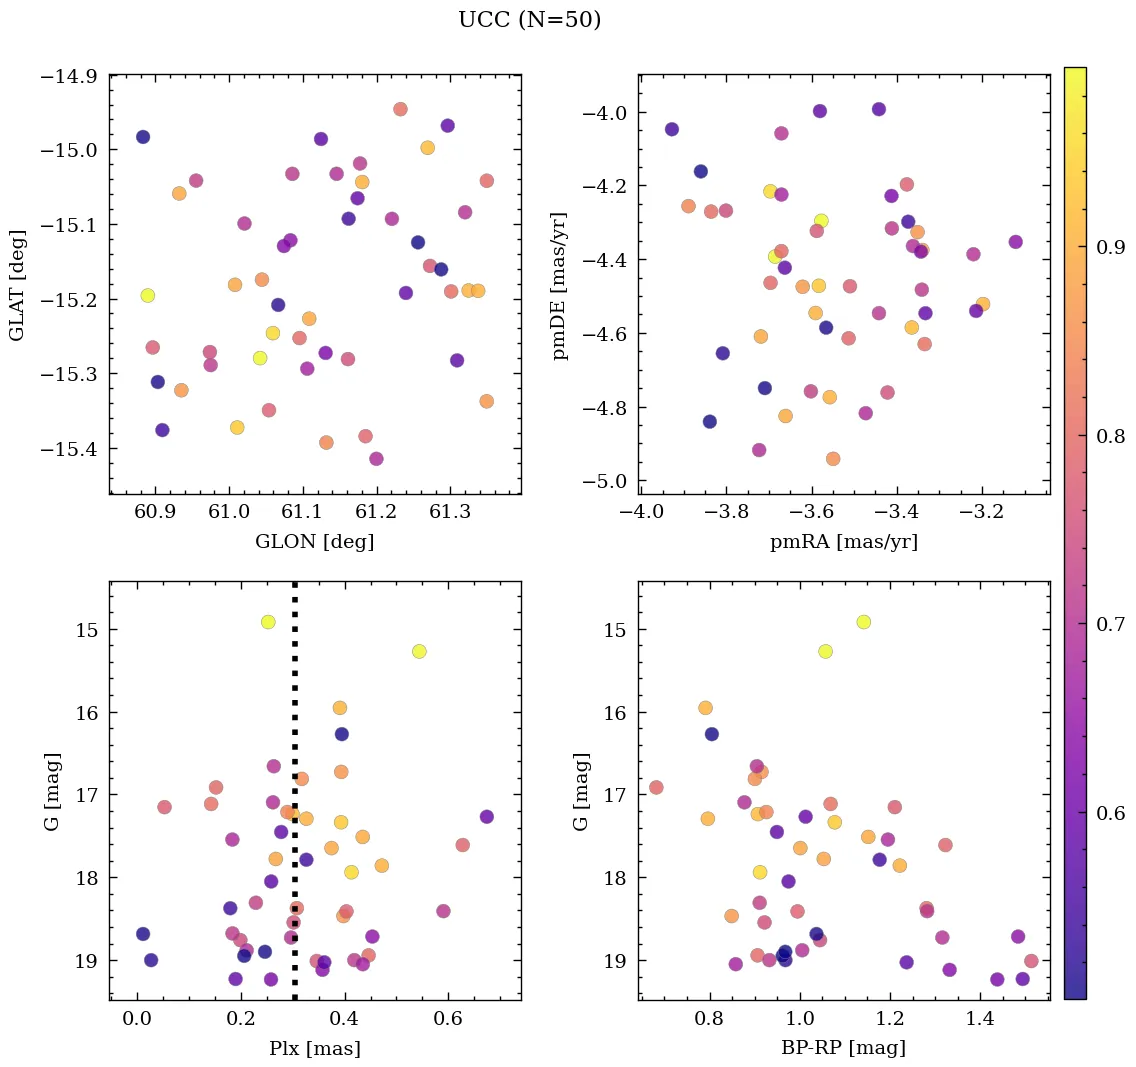 UCC (N=50)
−14.9
−15.0
−15.1
−15.2
−15.3
−15.4
GLAT [deg]
60.9 61.0 61.1 61.2 61.3
GLON [deg]
−4.0
−4.2
−4.4
−4.6
−4.8
−5.0
pmDE [mas/yr]
−4.0 −3.8 −3.6 −3.4 −3.2
pmRA [mas/yr]
15
16
17
18
19
G [mag]
0.0 0.2 0.4 0.6
Plx [mas]
15
16
17
18
19
G [mag]
0.8 1.0 1.2 1.4
BP-RP [mag]
0.9
0.8
0.7
0.6